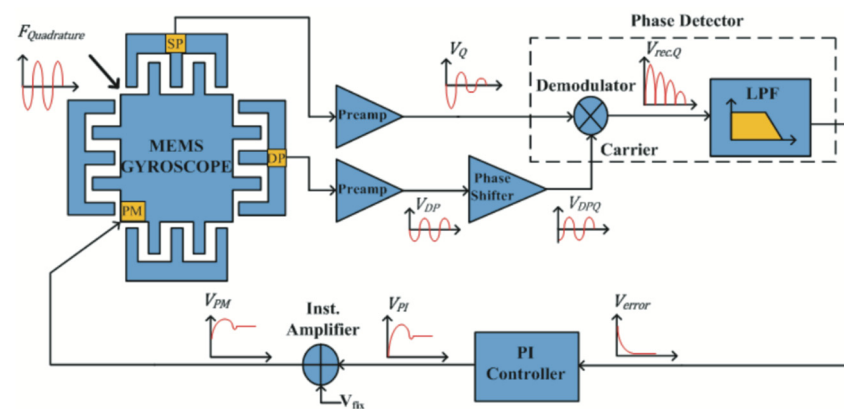 Phase Detector
F_Quadrature
SP
V_Q
V_rec.Q
Demodulator
LPF
Preamp
MEMS
GYROSCOPE
DP
Carrier
Preamp
Phase
Shifter
PM
V_DP
V_DPQ
V_PM
Inst.
Amplifier
V_PI
V_error
PI
Controller
V_fix